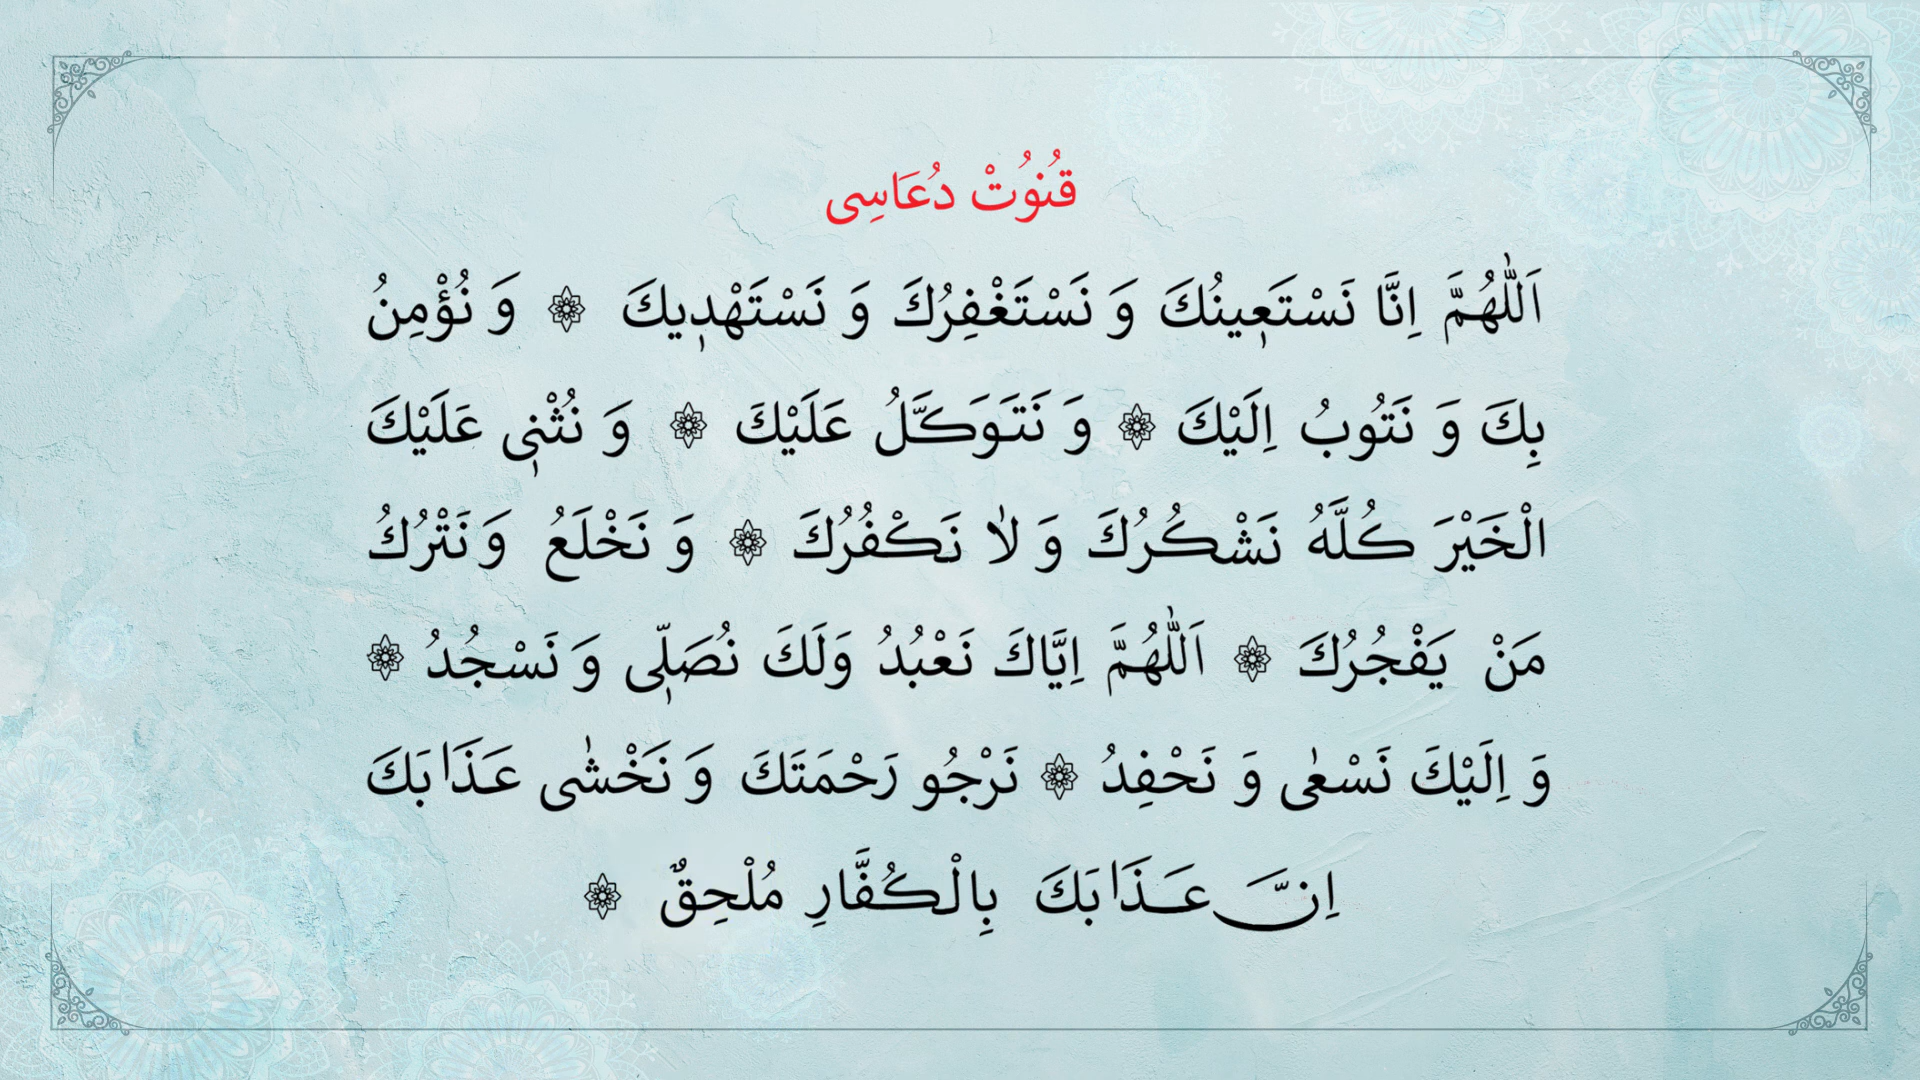 قُنُوتْ دُعَاسِى
اَللّٰهُمَّ اِنَّا نَسْتَعٖينُكَ وَ نَسْتَغْفِرُكَ وَ نَسْتَهْدٖيكَ ۞ وَ نُؤْمِنُ
بِكَ وَ نَتُوبُ اِلَيْكَ ۞ وَ نَتَوَكَّلُ عَلَيْكَ ۞ وَ نُثْنٖى عَلَيْكَ
الْخَيْرَ كُلَّهُ نَشْكُرُكَ وَ لٰا نَكْفُرُكَ ۞ وَ نَخْلَعُ وَ نَتْرُكُ
مَنْ يَفْجُرُكَ ۞ اَللّٰهُمَّ اِيَّاكَ نَعْبُدُ وَلَكَ نُصَلّٖى وَ نَسْجُدُ ۞
وَ اِلَيْكَ نَسْعٰى وَ نَحْفِدُ ۞ نَرْجُو رَحْمَتَكَ وَ نَخْشٰى عَذَابَكَ
اِنَّ عَذَابَكَ بِالْكُفَّارِ مُلْحِقٌ ۞